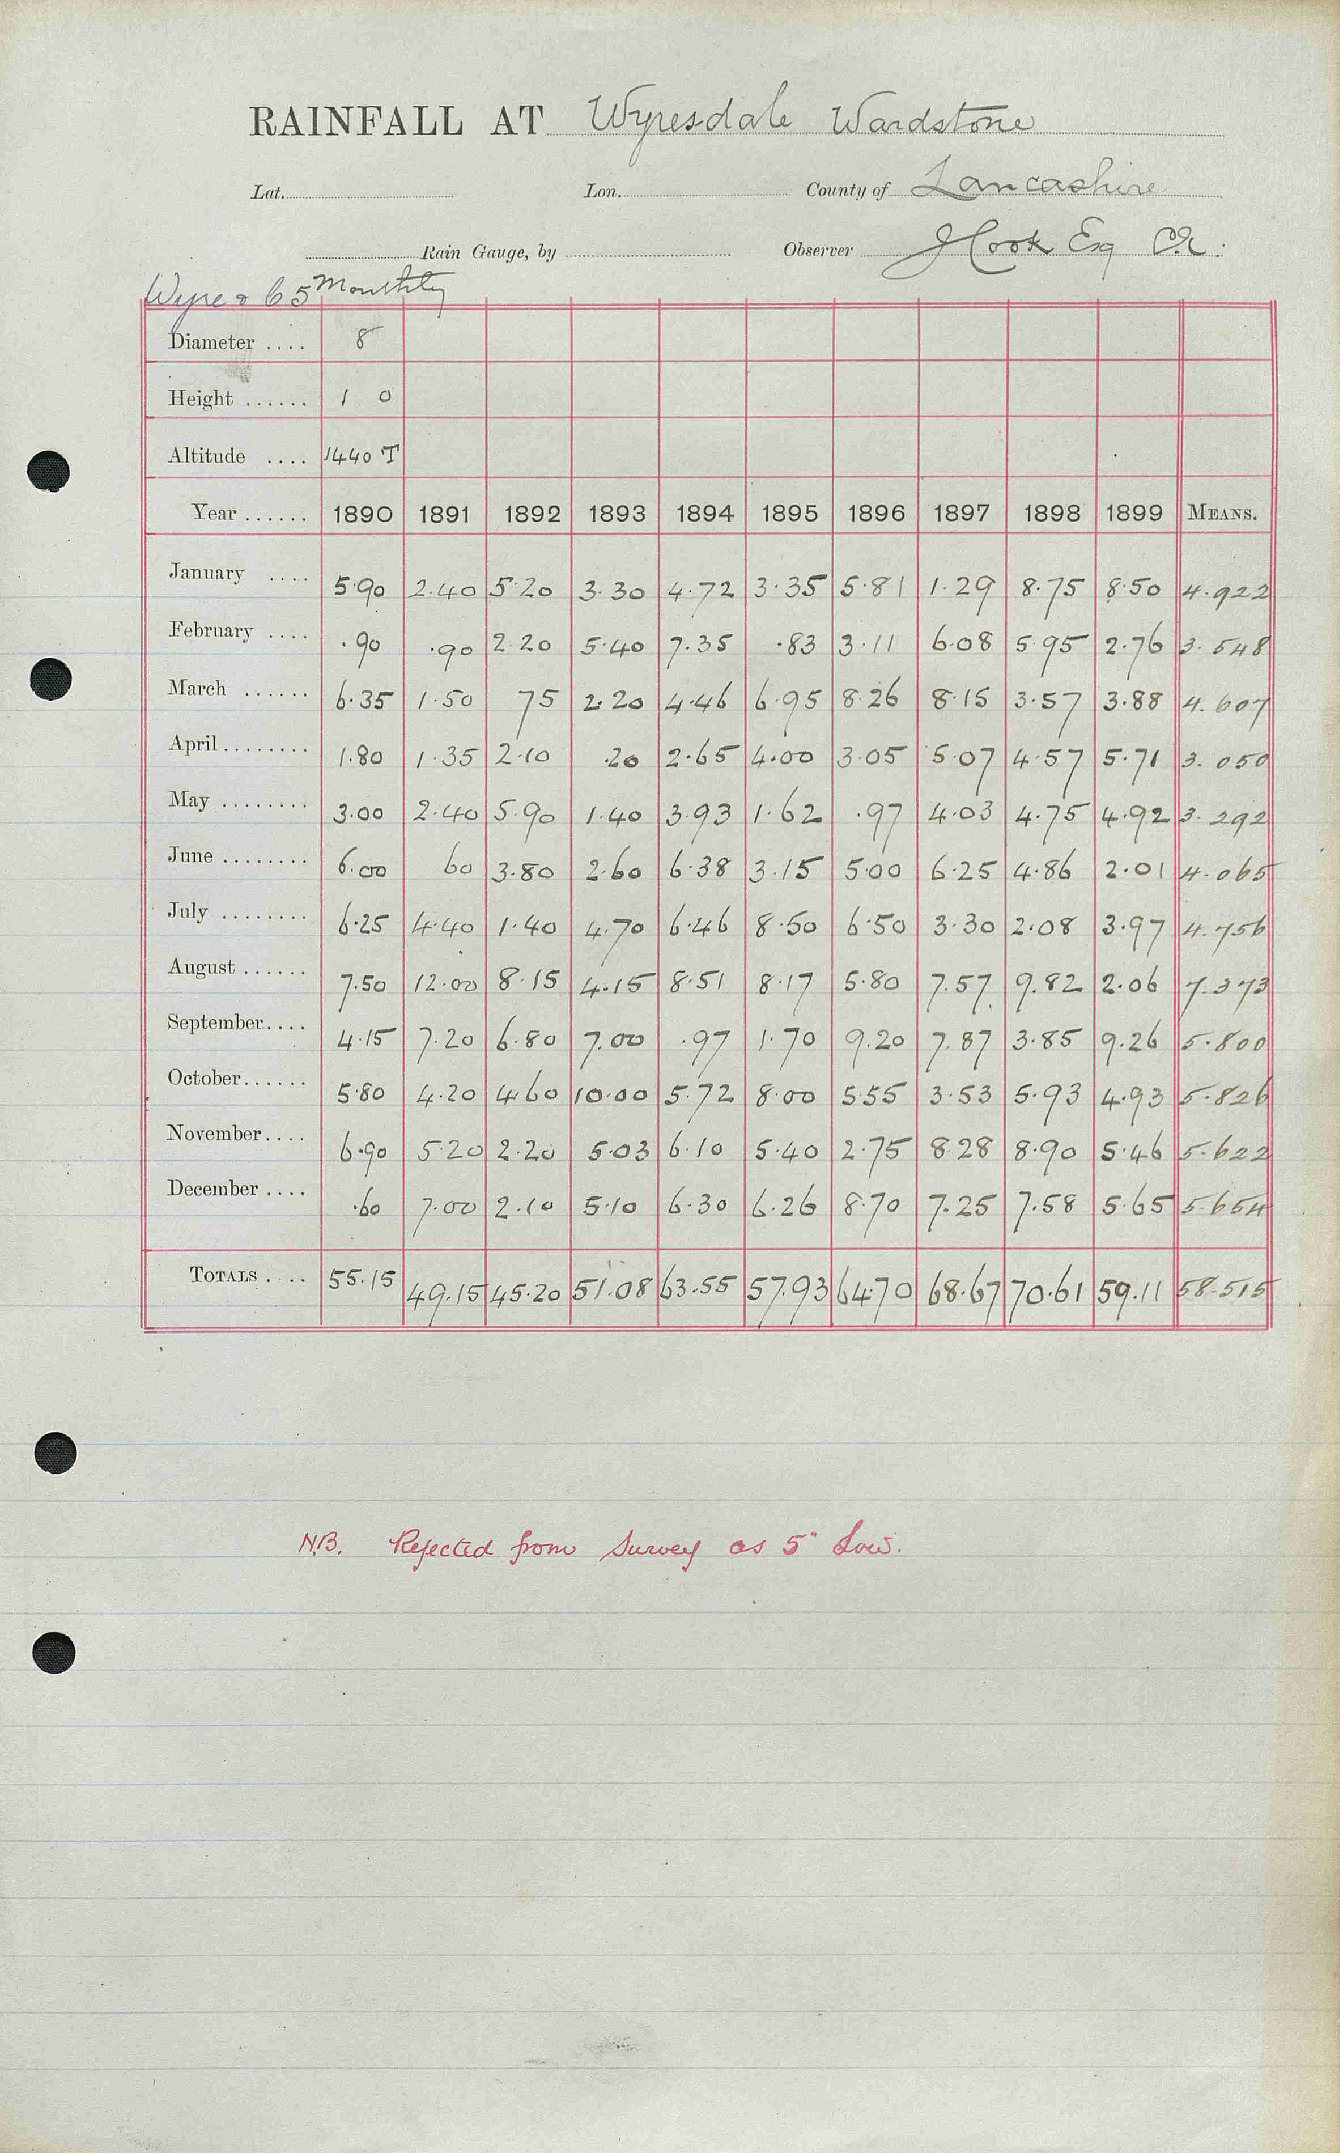 RAINFALL AT Wyresdale Wardstone
Lat. Lon. County of Lancashire
Rain Gauge, by Observer J Cook Esq C.E.
Monthly
Diameter .... 8
Height ...... 1 0
Altitude .... 1440 T
Year ...... 1890 1891 1892 1893 1894 1895 1896 1897 1898 1899 MEANS.
January .... 5.90 2.40 5.20 3.30 4.72 3.35 5.81 1.29 8.75 8.50 4.922
February .... .90 .90 2.20 5.40 7.35 .83 3.11 6.08 5.95 2.76 3.548
March ...... 6.35 1.50 75 2.20 4.46 6.95 8.26 8.15 3.57 3.88 4.607
April ........ 1.80 1.35 2.10 .20 2.65 4.00 3.05 5.07 4.57 5.71 3.050
May ........ 3.00 2.40 5.90 1.40 3.93 1.62 .97 4.03 4.75 4.92 3.292
June ........ 6.00 60 3.80 2.60 6.38 3.15 5.00 6.25 4.86 2.01 4.065
July ........ 6.25 4.40 1.40 4.70 6.46 8.50 6.50 3.30 2.08 3.97 4.756
August ...... 7.50 12.00 8.15 4.15 8.51 8.17 5.80 7.57 9.82 2.06 7.373
September.... 4.15 7.20 6.80 7.00 .97 1.70 9.20 7.87 3.85 9.26 5.800
October...... 5.80 4.20 4.60 10.00 5.72 8.00 5.55 3.53 5.93 4.93 5.826
November.... 6.90 5.20 2.20 5.03 6.10 5.40 2.75 8.28 8.90 5.46 5.622
December .... .60 7.00 2.10 5.10 6.30 6.26 8.70 7.25 7.58 5.65 5.654
TOTALS .... 55.15 49.15 45.20 51.08 63.55 57.93 64.70 68.67 70.61 59.11 58.515
N.B. Rejected from Survey as 5" Low.